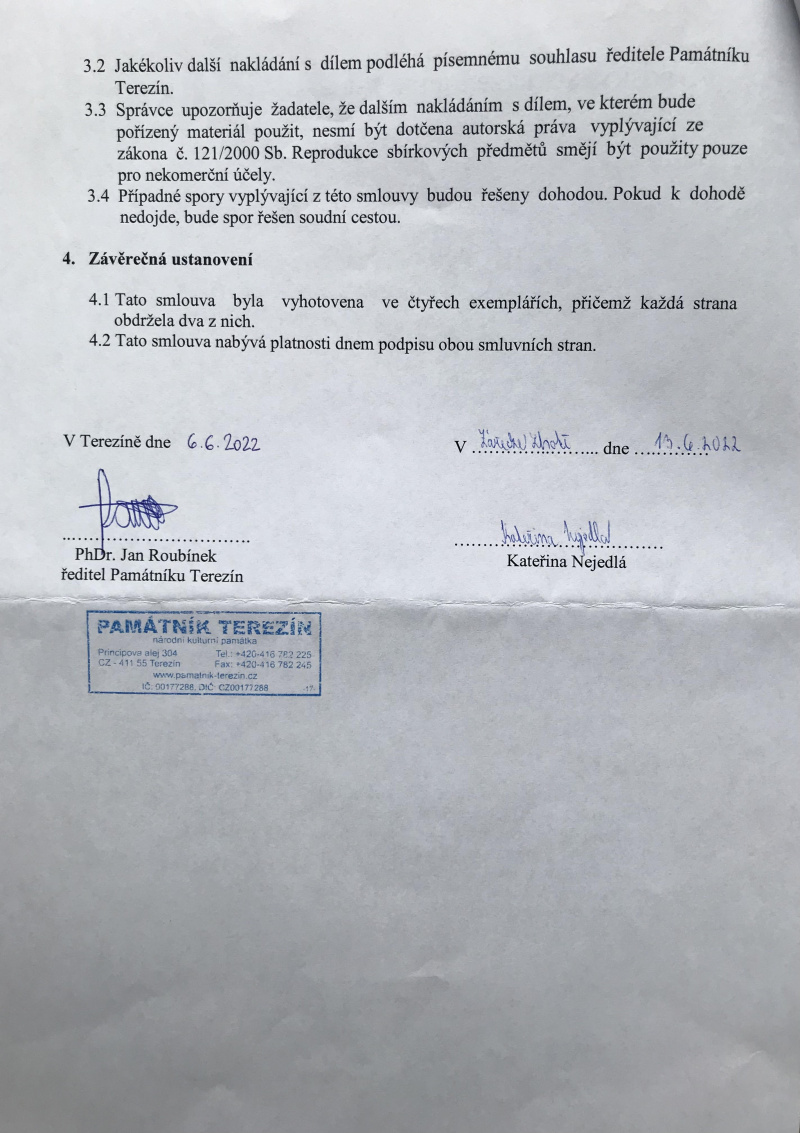 3.2 Jakékoliv další nakládání s dílem podléhá písemnému souhlasu ředitele Památníku
Terezín.
3.3 Správce upozorňuje žadatele, že dalším nakládáním s dílem, ve kterém bude
pořízený materiál použit, nesmí být dotčena autorská práva vyplývající ze
zákona č. 121/2000 Sb. Reprodukce sbírkových předmětů smějí být použity pouze
pro nekomerční účely.
3.4 Případné spory vyplývající z této smlouvy budou řešeny dohodou. Pokud k dohodě
nedojde, bude spor řešen soudní cestou.
4. Závěrečná ustanovení
4.1 Tato smlouva byla vyhotovena ve čtyřech exemplářích, přičemž každá strana
obdržela dva z nich.
4.2 Tato smlouva nabývá platnosti dnem podpisu obou smluvních stran.
V Terezíně dne 6.6.2022
V dne 13.6.2022
PhDr. Jan Roubínek
ředitel Památníku Terezín
Kateřina Nejedlá
Kateřina Nejedlá
PAMÁTNÍK TEREZÍN
národní kulturní památka
Principova alej 304 Tel.: +420-416 782 225
CZ - 411 55 Terezín Fax: +420-416 782 245
www.pamatnik-terezin.cz
IČ: 00177288, DIČ: CZ00177288